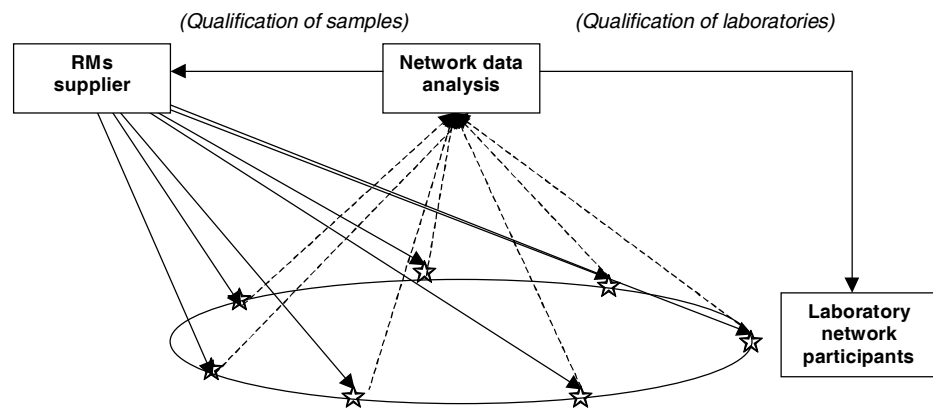 (Qualification of samples)
(Qualification of laboratories)
RMs
supplier
Network data
analysis
Laboratory
network
participants